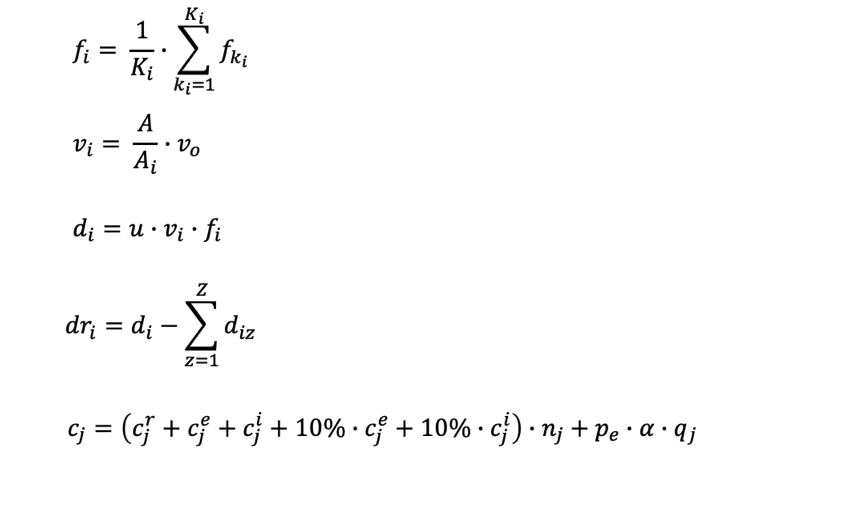 f_i = \frac{1}{K_i} \cdot \sum_{k_i=1}^{K_i} f_{k_i}
v_i = \frac{A}{A_i} \cdot v_o
d_i = u \cdot v_i \cdot f_i
dr_i = d_i - \sum_{z=1}^{Z} d_{iz}
c_j = (c_j^r + c_j^e + c_j^i + 10\% \cdot c_j^e + 10\% \cdot c_j^i) \cdot n_j + p_e \cdot \alpha \cdot q_j